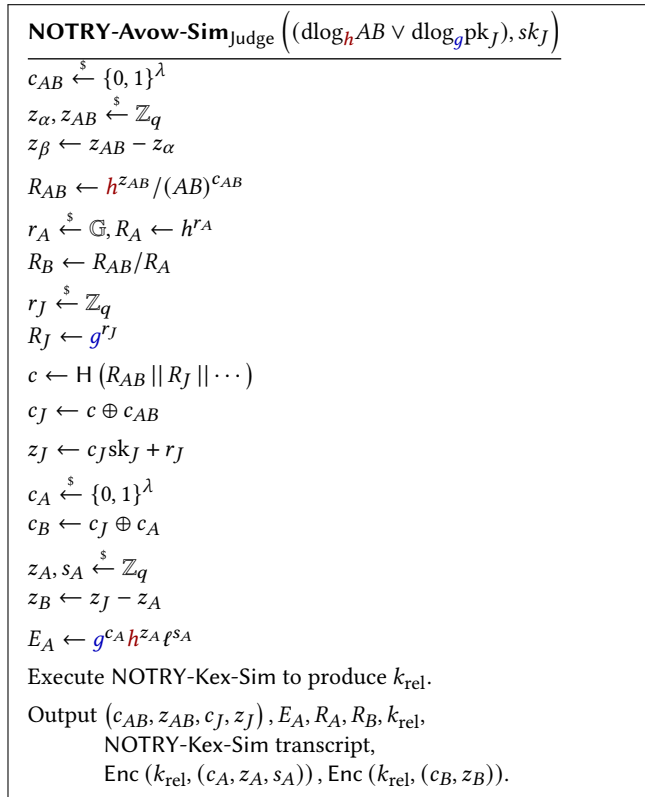 NOTRY-Avow-Sim_Judge ((dlog_h AB ∨ dlog_g pk_J), sk_J)
c_AB ←$ {0, 1}^λ
z_α, z_AB ←$ ℤ_q
z_β ← z_AB − z_α
R_AB ← h^{z_AB}/(AB)^{c_AB}
r_A ←$ 𝔾, R_A ← h^{r_A}
R_B ← R_AB/R_A
r_J ←$ ℤ_q
R_J ← g^{r_J}
c ← H (R_AB || R_J || ⋯)
c_J ← c ⊕ c_AB
z_J ← c_J sk_J + r_J
c_A ←$ {0, 1}^λ
c_B ← c_J ⊕ c_A
z_A, s_A ←$ ℤ_q
z_B ← z_J − z_A
E_A ← g^{c_A} h^{z_A} ℓ^{s_A}
Execute NOTRY-Kex-Sim to produce k_rel.
Output (c_AB, z_AB, c_J, z_J), E_A, R_A, R_B, k_rel,
NOTRY-Kex-Sim transcript,
Enc (k_rel, (c_A, z_A, s_A)), Enc (k_rel, (c_B, z_B)).